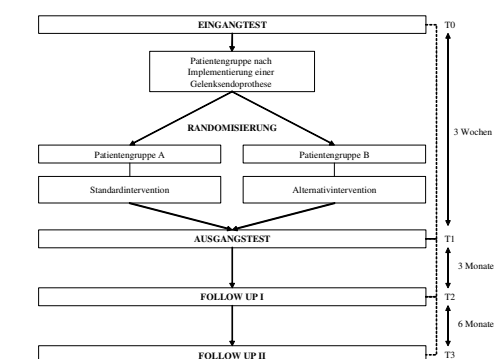 EINGANGTEST
T0
Patientengruppe nach
Implementierung einer
Gelenksendoprothese
RANDOMISIERUNG
3 Wochen
Patientengruppe A
Patientengruppe B
Standardintervention
Alternativintervention
AUSGANGSTEST
T1
3 Monate
FOLLOW UP I
T2
6 Monate
FOLLOW UP II
T3